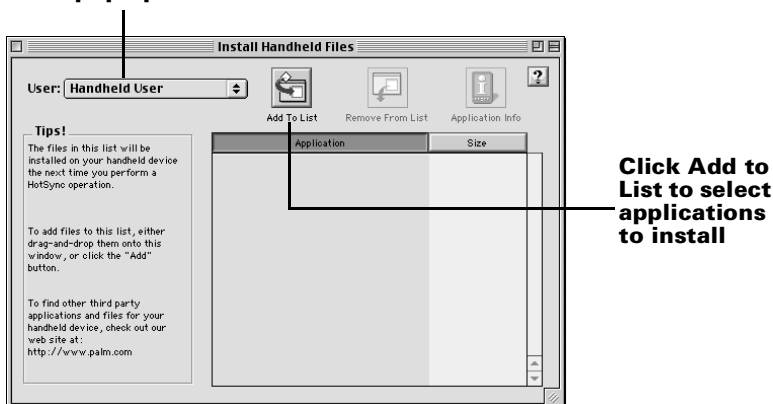 Install Handheld Files
User: Handheld User
?
Add To List
Remove From List
Application Info
Tips!
The files in this list will be
installed on your handheld device
the next time you perform a
HotSync operation.
To add files to this list, either
drag-and-drop them onto this
window, or click the "Add"
button.
To find other third party
applications and files for your
handheld device, check out our
web site at:
http://www.palm.com
Application
Size
Click Add to
List to select
applications
to install